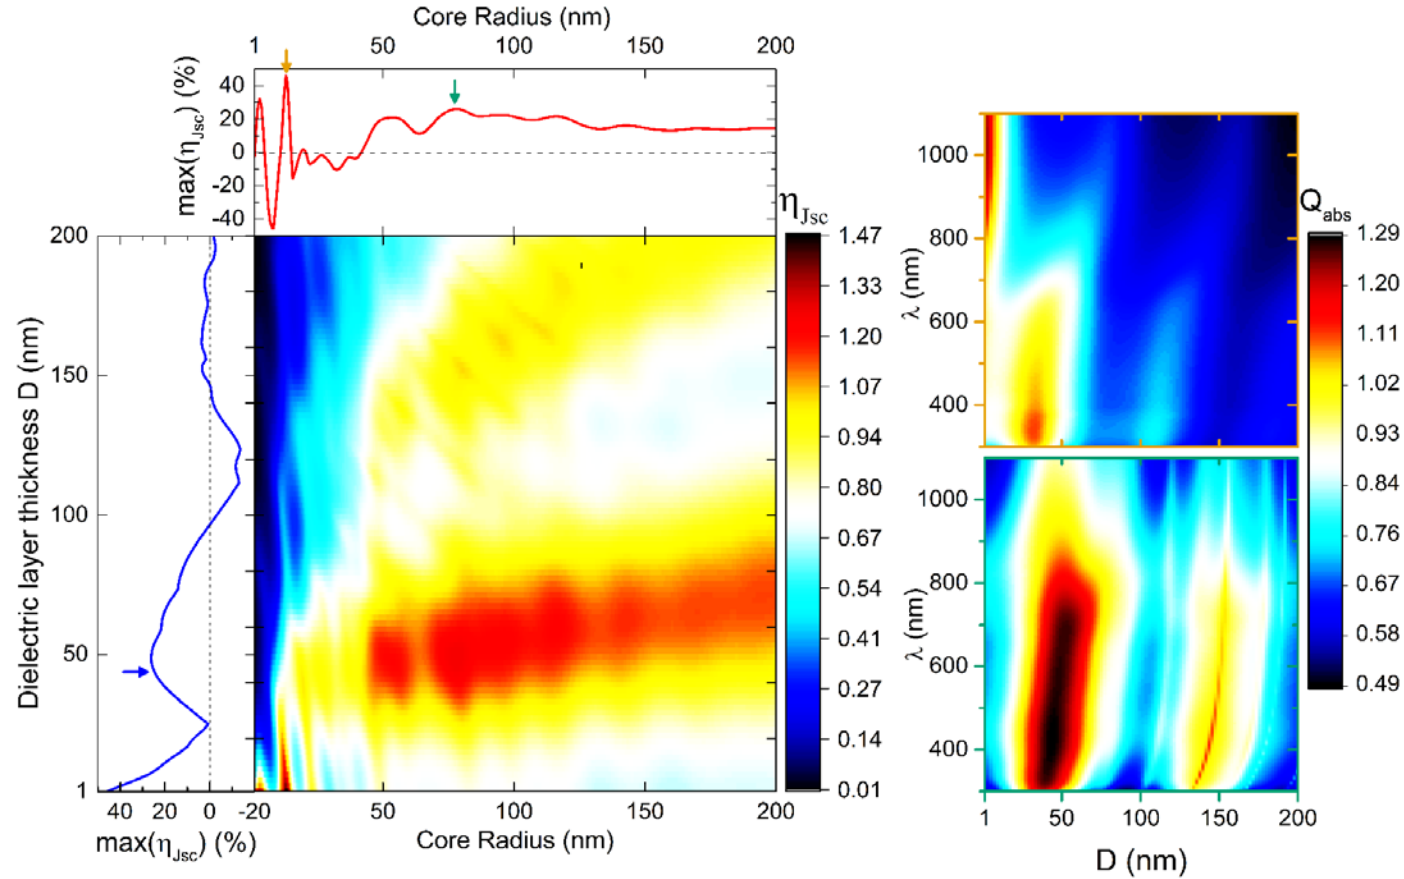 Core Radius (nm)
1 50 100 150 200
max(η_Jsc) (%)
40
20
0
-20
-40
η_Jsc
1.47
1.33
1.20
1.07
0.94
0.80
0.67
0.54
0.41
0.27
0.14
0.01
Dielectric layer thickness D (nm)
200
150
100
50
1
40 20 0 -20
max(η_Jsc) (%)
50 100 150 200
Core Radius (nm)
λ (nm)
1000
800
600
400
λ (nm)
1000
800
600
400
1 50 100 150 200
D (nm)
Q_abs
1.29
1.20
1.11
1.02
0.93
0.84
0.76
0.67
0.58
0.49